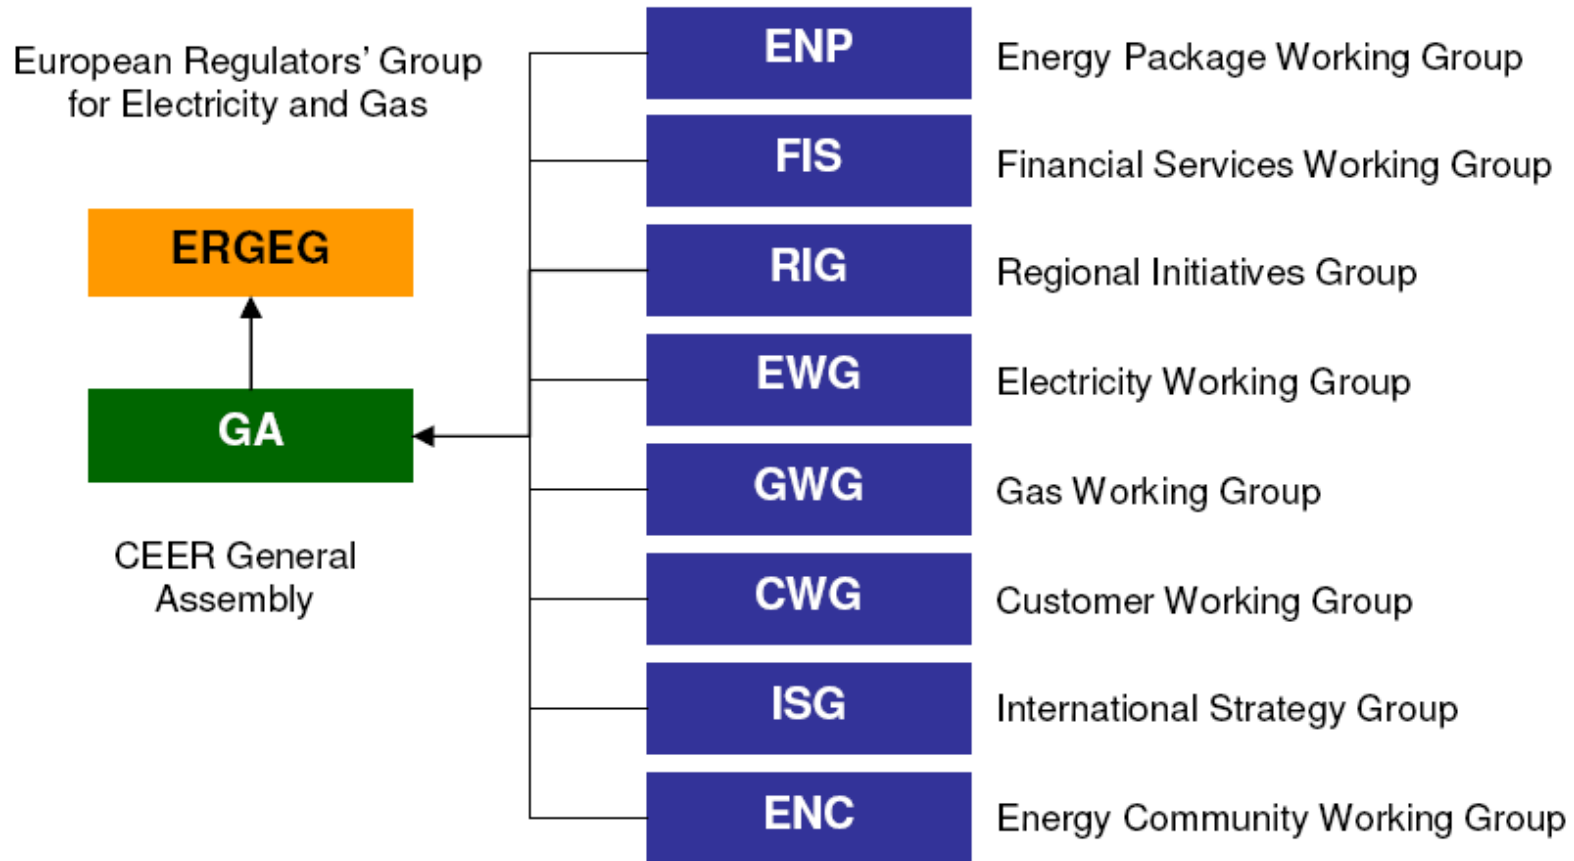 European Regulators’ Group
for Electricity and Gas
ERGEG
GA
CEER General
Assembly
ENP
Energy Package Working Group
FIS
Financial Services Working Group
RIG
Regional Initiatives Group
EWG
Electricity Working Group
GWG
Gas Working Group
CWG
Customer Working Group
ISG
International Strategy Group
ENC
Energy Community Working Group